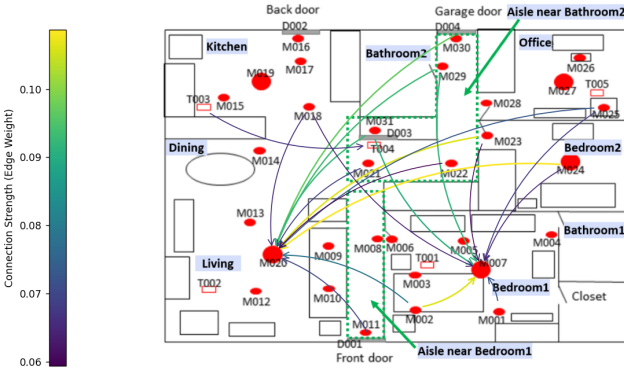 Connection Strength (Edge Weight)
0.10
0.09
0.08
0.07
0.06
Back door
D002
M016
Garage door
D004
M030
Aisle near Bathroom2
Kitchen
Bathroom2
Office
M017
M029
M026
M019
M027
T005
T003
M015
M018
M028
M025
M031
D003
M023
T004
Dining
M014
M021
M022
Bedroom2
M024
M013
M008
M006
M005
M004
Bathroom1
Living
M020
M009
T001
M007
M003
T002
M012
M010
Bedroom1
Closet
M002
M001
M011
D001
Front door
Aisle near Bedroom1